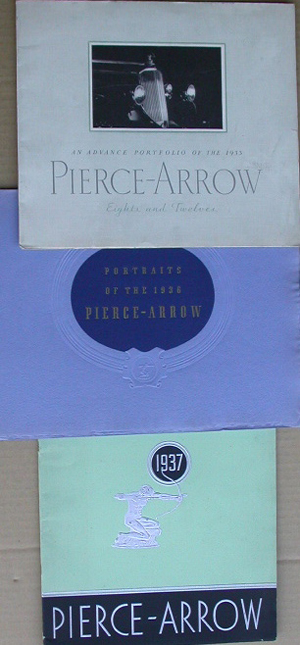 AN ADVANCE PORTFOLIO OF THE 1933
PIERCE-ARROW
Eights and Twelves
PORTRAITS
OF THE 1936
PIERCE-ARROW
1937
PIERCE-ARROW